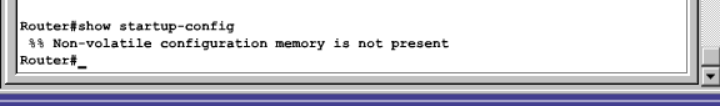 Router#show startup-config
%% Non-volatile configuration memory is not present
Router#_